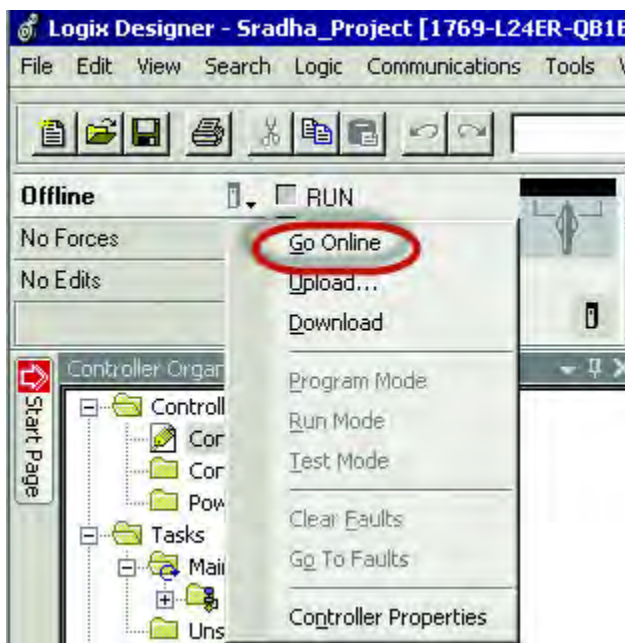 Logix Designer - Sradha_Project [1769-L24ER-QB1B
File Edit View Search Logic Communications Tools
Offline RUN
No Forces
No Edits
Go Online
Upload...
Download
Program Mode
Run Mode
Test Mode
Clear Faults
Go To Faults
Controller Properties
Start Page
Controller Organ
Controll
Con
Con
Pow
Tasks
Mai
Uns